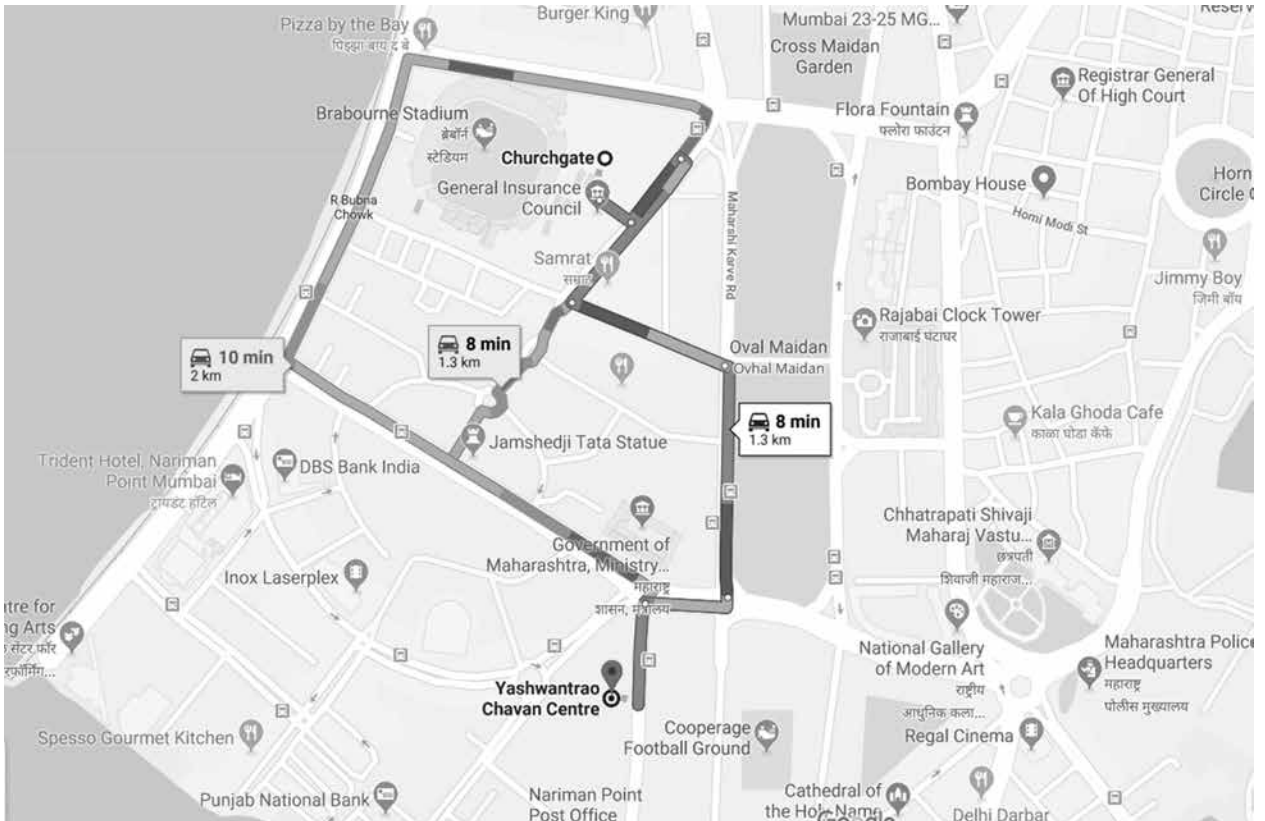 Pizza by the Bay
पिझ्झा बाय द बे
Burger King
Mumbai 23-25 MG...
Cross Maidan
Garden
Registrar General
Of High Court
Brabourne Stadium
ब्रेबॉर्न
स्टेडियम
Flora Fountain
फ्लोरा फाउंटन
Churchgate
General Insurance
Council
Bombay House
Homi Modi St
Horn
Circle
R Bubna
Chowk
Maharshi Karve Rd
Samrat
सम्राट
Jimmy Boy
जिमी बॉय
Rajabai Clock Tower
राजाबाई घंटाघर
Oval Maidan
Ovhal Maidan
10 min
2 km
8 min
1.3 km
8 min
1.3 km
Kala Ghoda Cafe
काळा घोडा कॅफे
Jamshedji Tata Statue
Trident Hotel, Nariman
Point Mumbai
ट्रायडंट हॉटेल
DBS Bank India
Chhatrapati Shivaji
Maharaj Vastu...
छत्रपती
शिवाजी महाराज...
Government of
Maharashtra, Ministry...
महाराष्ट्र
शासन, मंत्रालय
Inox Laserplex
ntre for
ng Arts
सेंटर फॉर
National Gallery
of Modern Art
राष्ट्रीय
आधुनिक कला...
Maharashtra Police
Headquarters
महाराष्ट्र
पोलीस मुख्यालय
Yashwantrao
Chavan Centre
Spesso Gourmet Kitchen
Cooperage
Football Ground
Regal Cinema
Punjab National Bank
Nariman Point
Post Office
Cathedral of
the Holy Name
Delhi Darbar